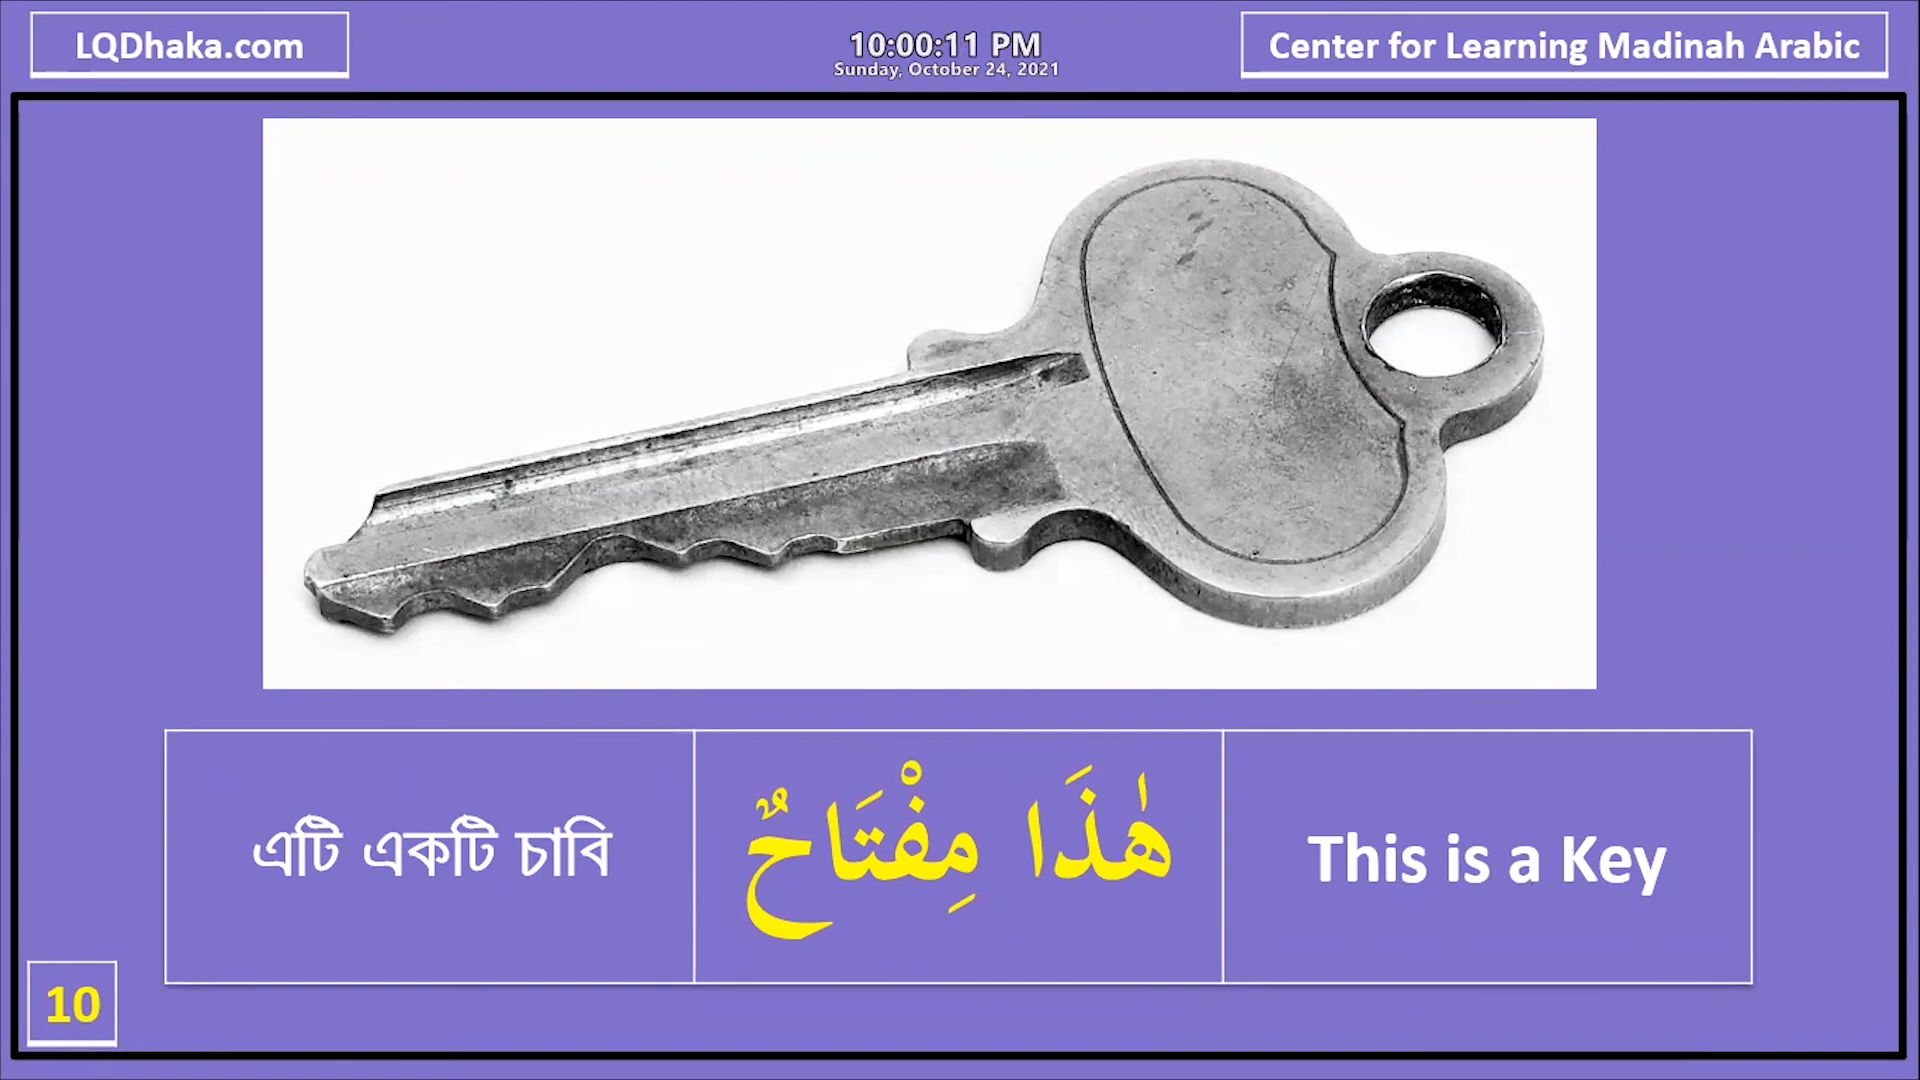 LQDhaka.com
10:00:11 PM
Sunday, October 24, 2021
Center for Learning Madinah Arabic
এটি একটি চাবি
هٰذَا مِفْتَاحٌ
This is a Key
10